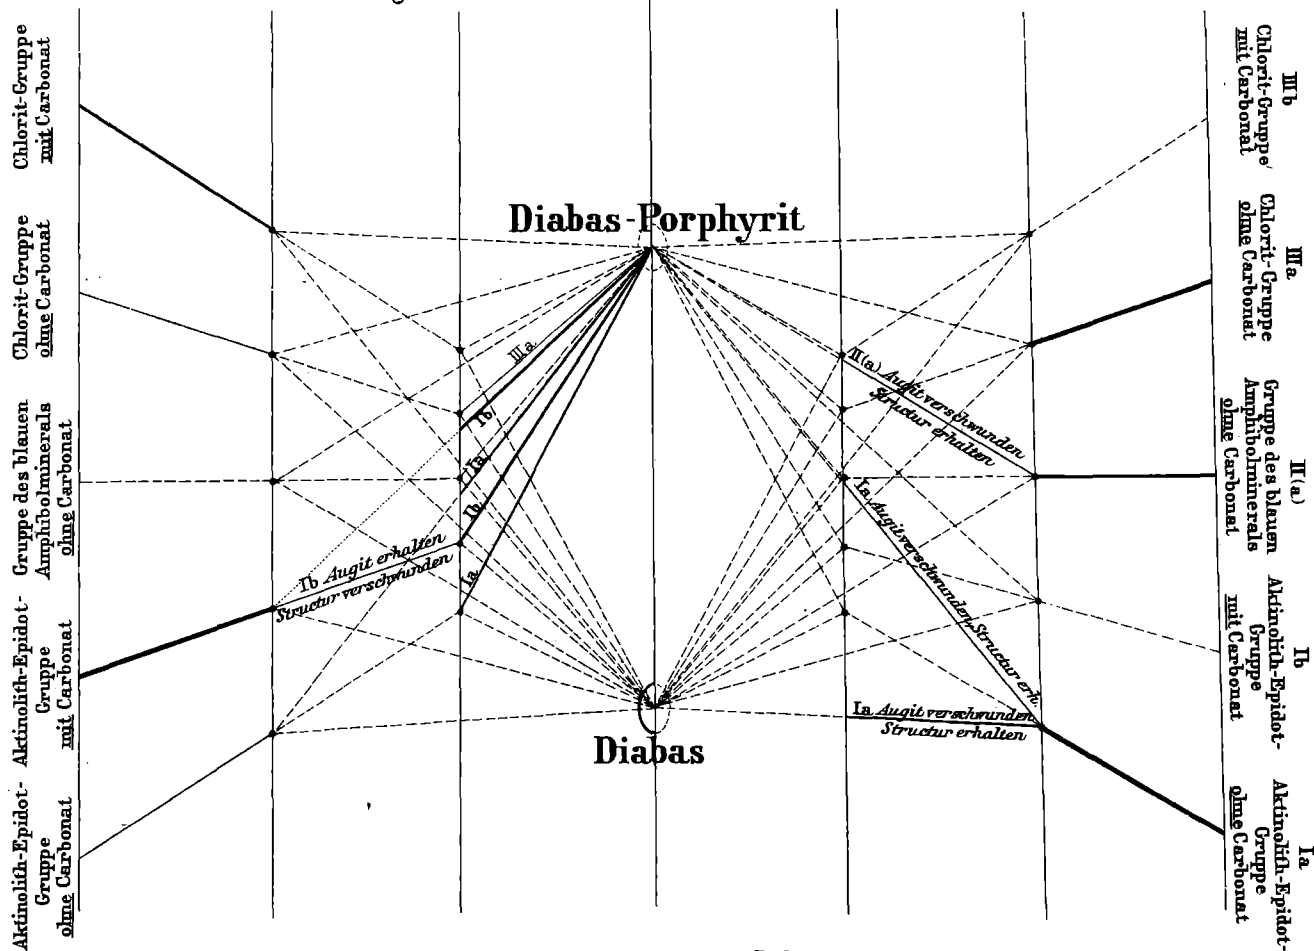 Chlorit-Gruppe
mit Carbonat
Chlorit-Gruppe
ohne Carbonat
Gruppe des blauen
Amphibolminerals
ohne Carbonat
Aktinolith-Epidot-
Gruppe
mit Carbonat
Aktinolith-Epidot-
Gruppe
ohne Carbonat
Diabas-Porphyrit
IIIa
Ib
Ia
Ib
Ia
Ib Augit erhalten
Structur verschwunden
II(a) Augit verschwunden
Structur erhalten
Ia Augit verschwunden, Structur erh.
Ia Augit verschwunden
Structur erhalten
Diabas
IIIb
Chlorit-Gruppe
mit Carbonat
IIIa
Chlorit-Gruppe
ohne Carbonat
II(a)
Gruppe des blauen
Amphibolminerals
ohne Carbonat
Ib
Aktinolith-Epidot-
Gruppe
mit Carbonat
Ia
Aktinolith-Epidot-
Gruppe
ohne Carbonat